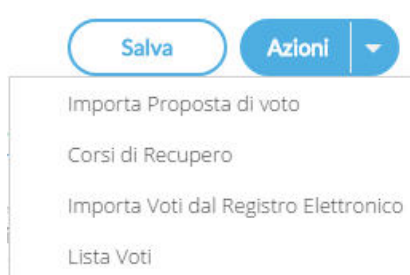 Salva Azioni
Importa Proposta di voto
Corsi di Recupero
Importa Voti dal Registro Elettronico
Lista Voti